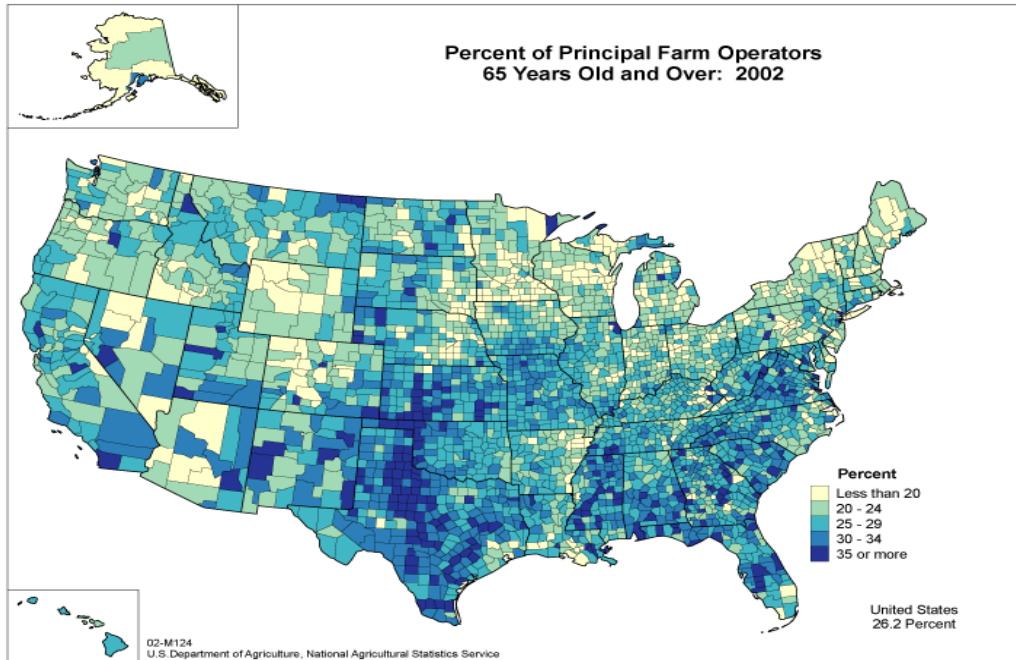 Percent of Principal Farm Operators
65 Years Old and Over: 2002
Percent
Less than 20
20 - 24
25 - 29
30 - 34
35 or more
United States
26.2 Percent
02-M124
U.S. Department of Agriculture, National Agricultural Statistics Service